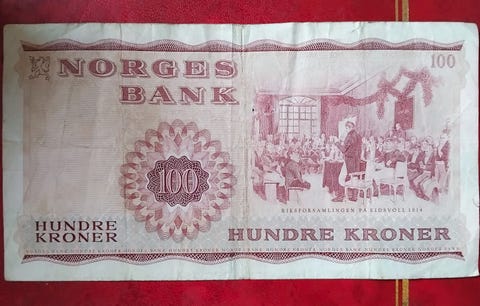 NORGES
BANK
100
100
RIKSFORSAMLINGEN PÅ EIDSVOLL 1814
HUNDRE
KRONER
HUNDRE KRONER